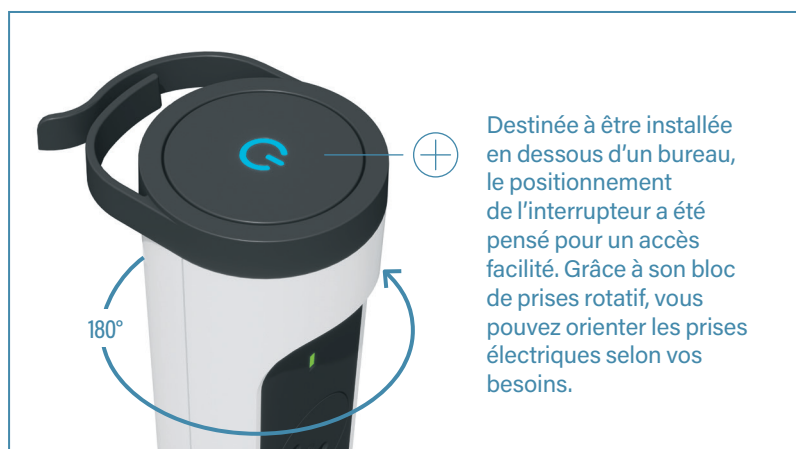 180°
Destinée à être installée
en dessous d’un bureau,
le positionnement
de l’interrupteur a été
pensé pour un accès
facilité. Grâce à son bloc
de prises rotatif, vous
pouvez orienter les prises
électriques selon vos
besoins.